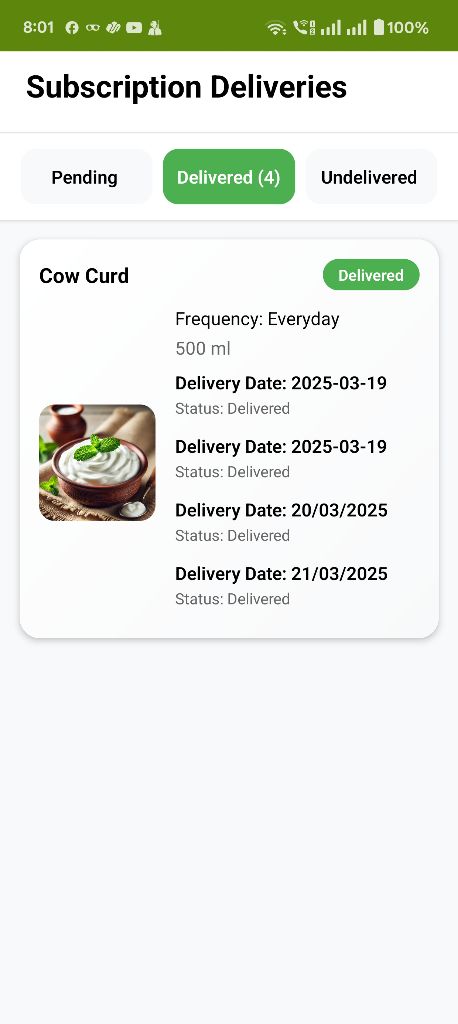 8:01 100%
Subscription Deliveries
Pending Delivered (4) Undelivered
Cow Curd Delivered
Frequency: Everyday
500 ml
Delivery Date: 2025-03-19
Status: Delivered
Delivery Date: 2025-03-19
Status: Delivered
Delivery Date: 20/03/2025
Status: Delivered
Delivery Date: 21/03/2025
Status: Delivered